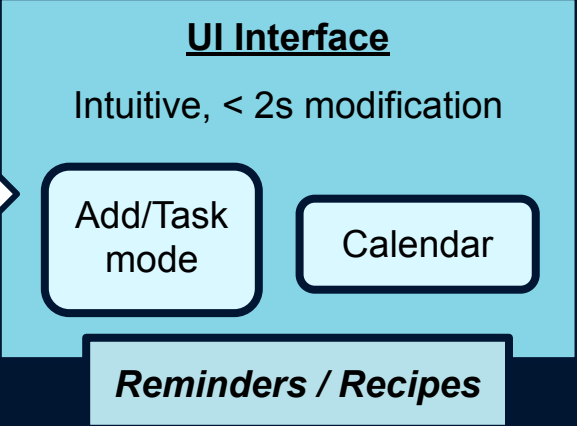 UI Interface
Intuitive, < 2s modification
Add/Task
mode
Calendar
Reminders / Recipes